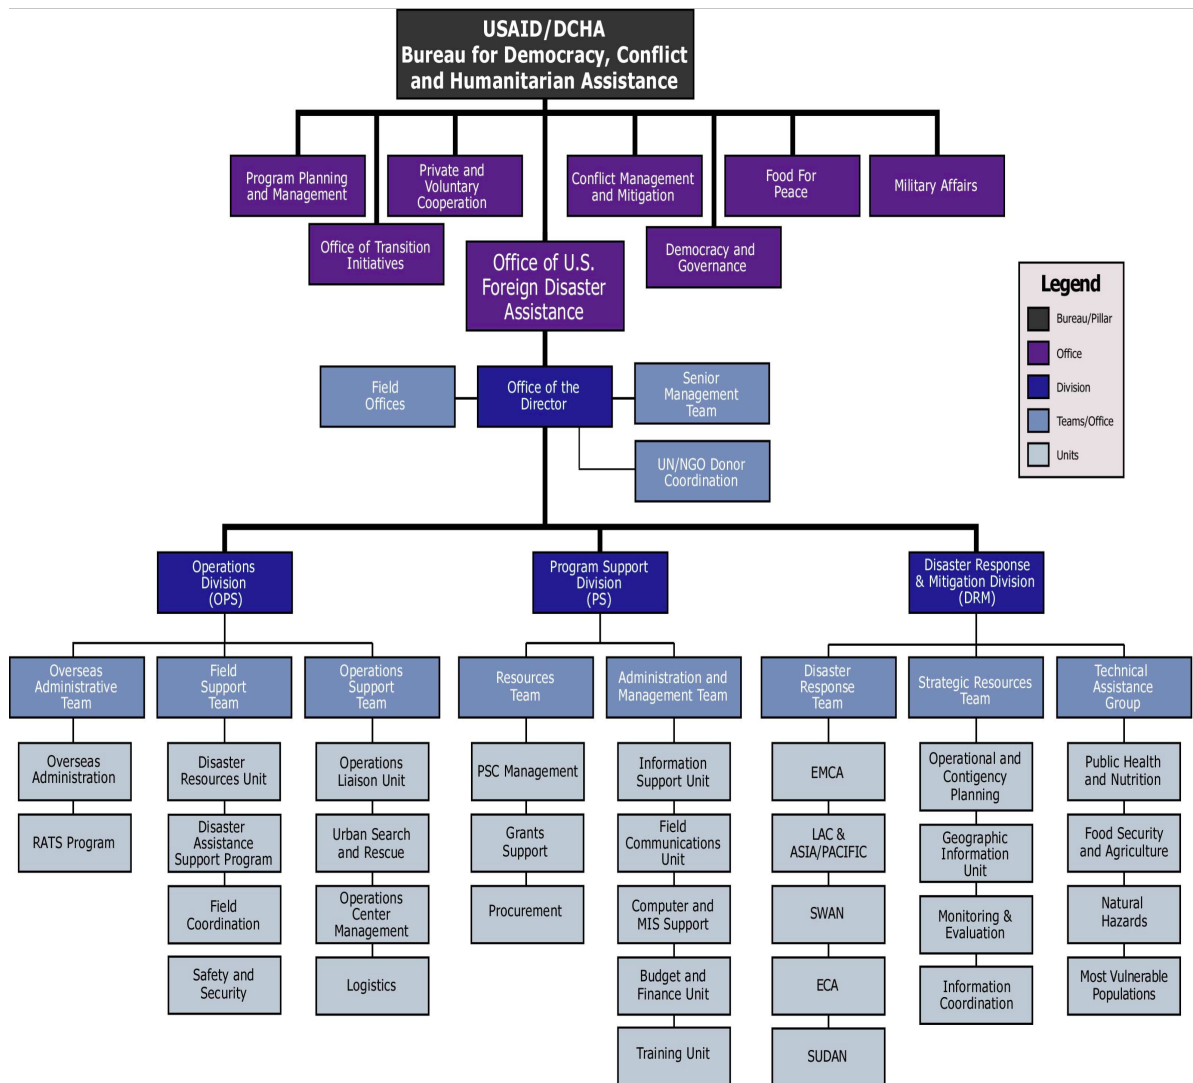 USAID/DCHA
Bureau for Democracy, Conflict
and Humanitarian Assistance
Program Planning
and Management
Private and
Voluntary
Cooperation
Conflict Management
and Mitigation
Food For
Peace
Military Affairs
Office of Transition
Initiatives
Office of U.S.
Foreign Disaster
Assistance
Democracy and
Governance
Legend
Bureau/Pillar
Office
Division
Teams/Office
Units
Field
Offices
Office of the
Director
Senior
Management
Team
UN/NGO Donor
Coordination
Operations
Division
(OPS)
Program Support
Division
(PS)
Disaster Response
& Mitigation Division
(DRM)
Overseas
Administrative
Team
Field
Support
Team
Operations
Support
Team
Resources
Team
Administration and
Management Team
Disaster
Response
Team
Strategic Resources
Team
Technical
Assistance
Group
Overseas
Administration
Disaster
Resources Unit
Operations
Liaison Unit
PSC Management
Information
Support Unit
EMCA
Operational and
Contigency
Planning
Public Health
and Nutrition
RATS Program
Disaster
Assistance
Support Program
Urban Search
and Rescue
Grants
Support
Field
Communications
Unit
LAC &
ASIA/PACIFIC
Geographic
Information
Unit
Food Security
and Agriculture
Field
Coordination
Operations
Center
Management
Procurement
Computer and
MIS Support
SWAN
Monitoring &
Evaluation
Natural
Hazards
Safety and
Security
Logistics
Budget and
Finance Unit
ECA
Information
Coordination
Most Vulnerable
Populations
Training Unit
SUDAN